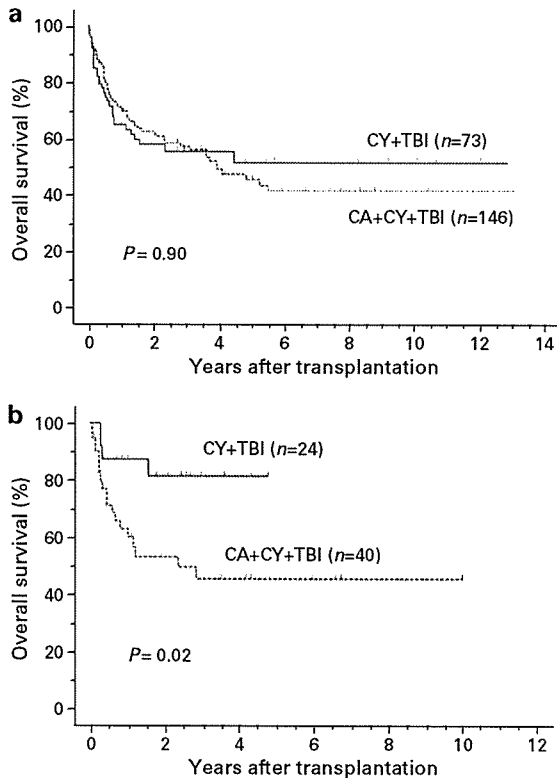 a
100
80
60
40
20
0
Overall survival (%)
CY+TBI (n=73)
CA+CY+TBI (n=146)
P = 0.90
0 2 4 6 8 10 12 14
Years after transplantation
b
100
80
60
40
20
0
Overall survival (%)
CY+TBI (n=24)
CA+CY+TBI (n=40)
P = 0.02
0 2 4 6 8 10 12
Years after transplantation